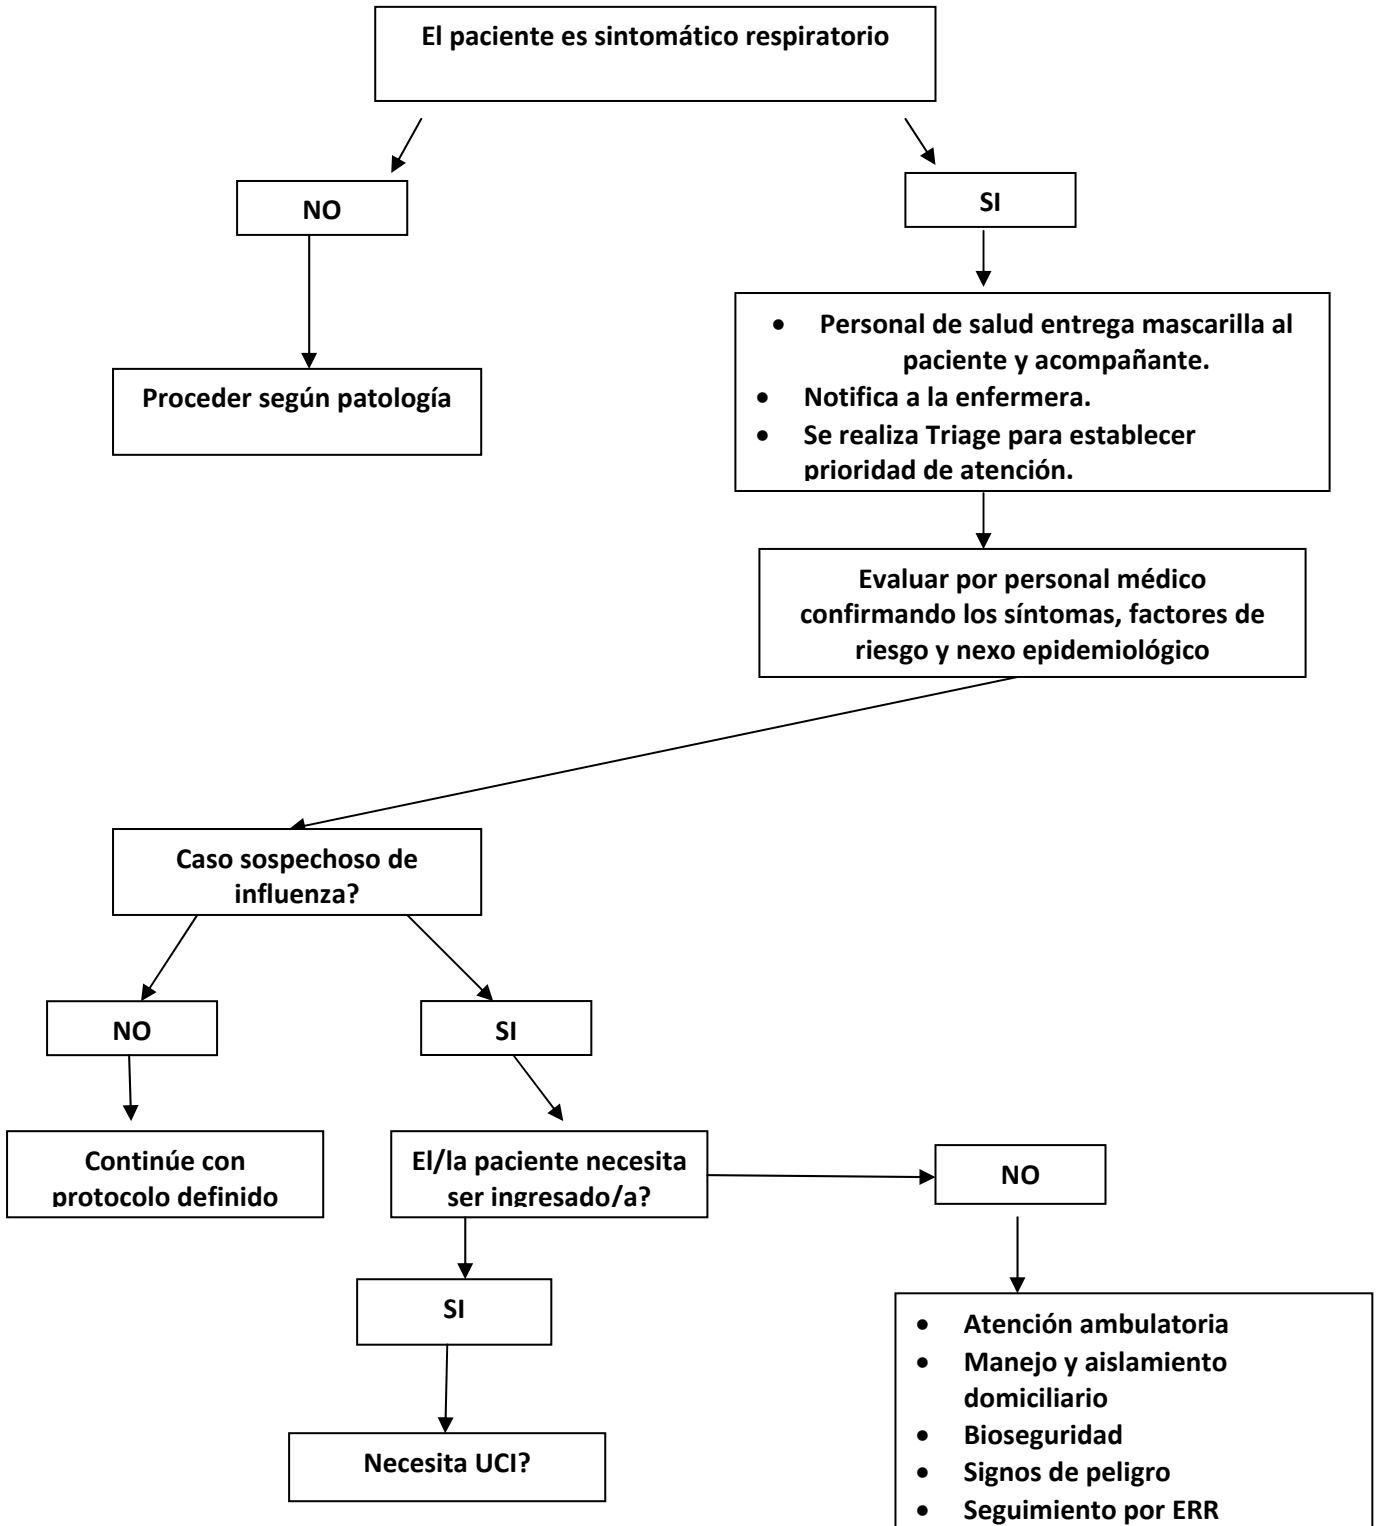 El paciente es sintomático respiratorio
NO
SI
• Personal de salud entrega mascarilla al
paciente y acompañante.
• Notifica a la enfermera.
• Se realiza Triage para establecer
prioridad de atención.
Proceder según patología
Evaluar por personal médico
confirmando los síntomas, factores de
riesgo y nexo epidemiológico
Caso sospechoso de
influenza?
NO
SI
Continúe con
protocolo definido
El/la paciente necesita
ser ingresado/a?
NO
SI
• Atención ambulatoria
• Manejo y aislamiento
domiciliario
• Bioseguridad
• Signos de peligro
• Seguimiento por ERR
Necesita UCI?